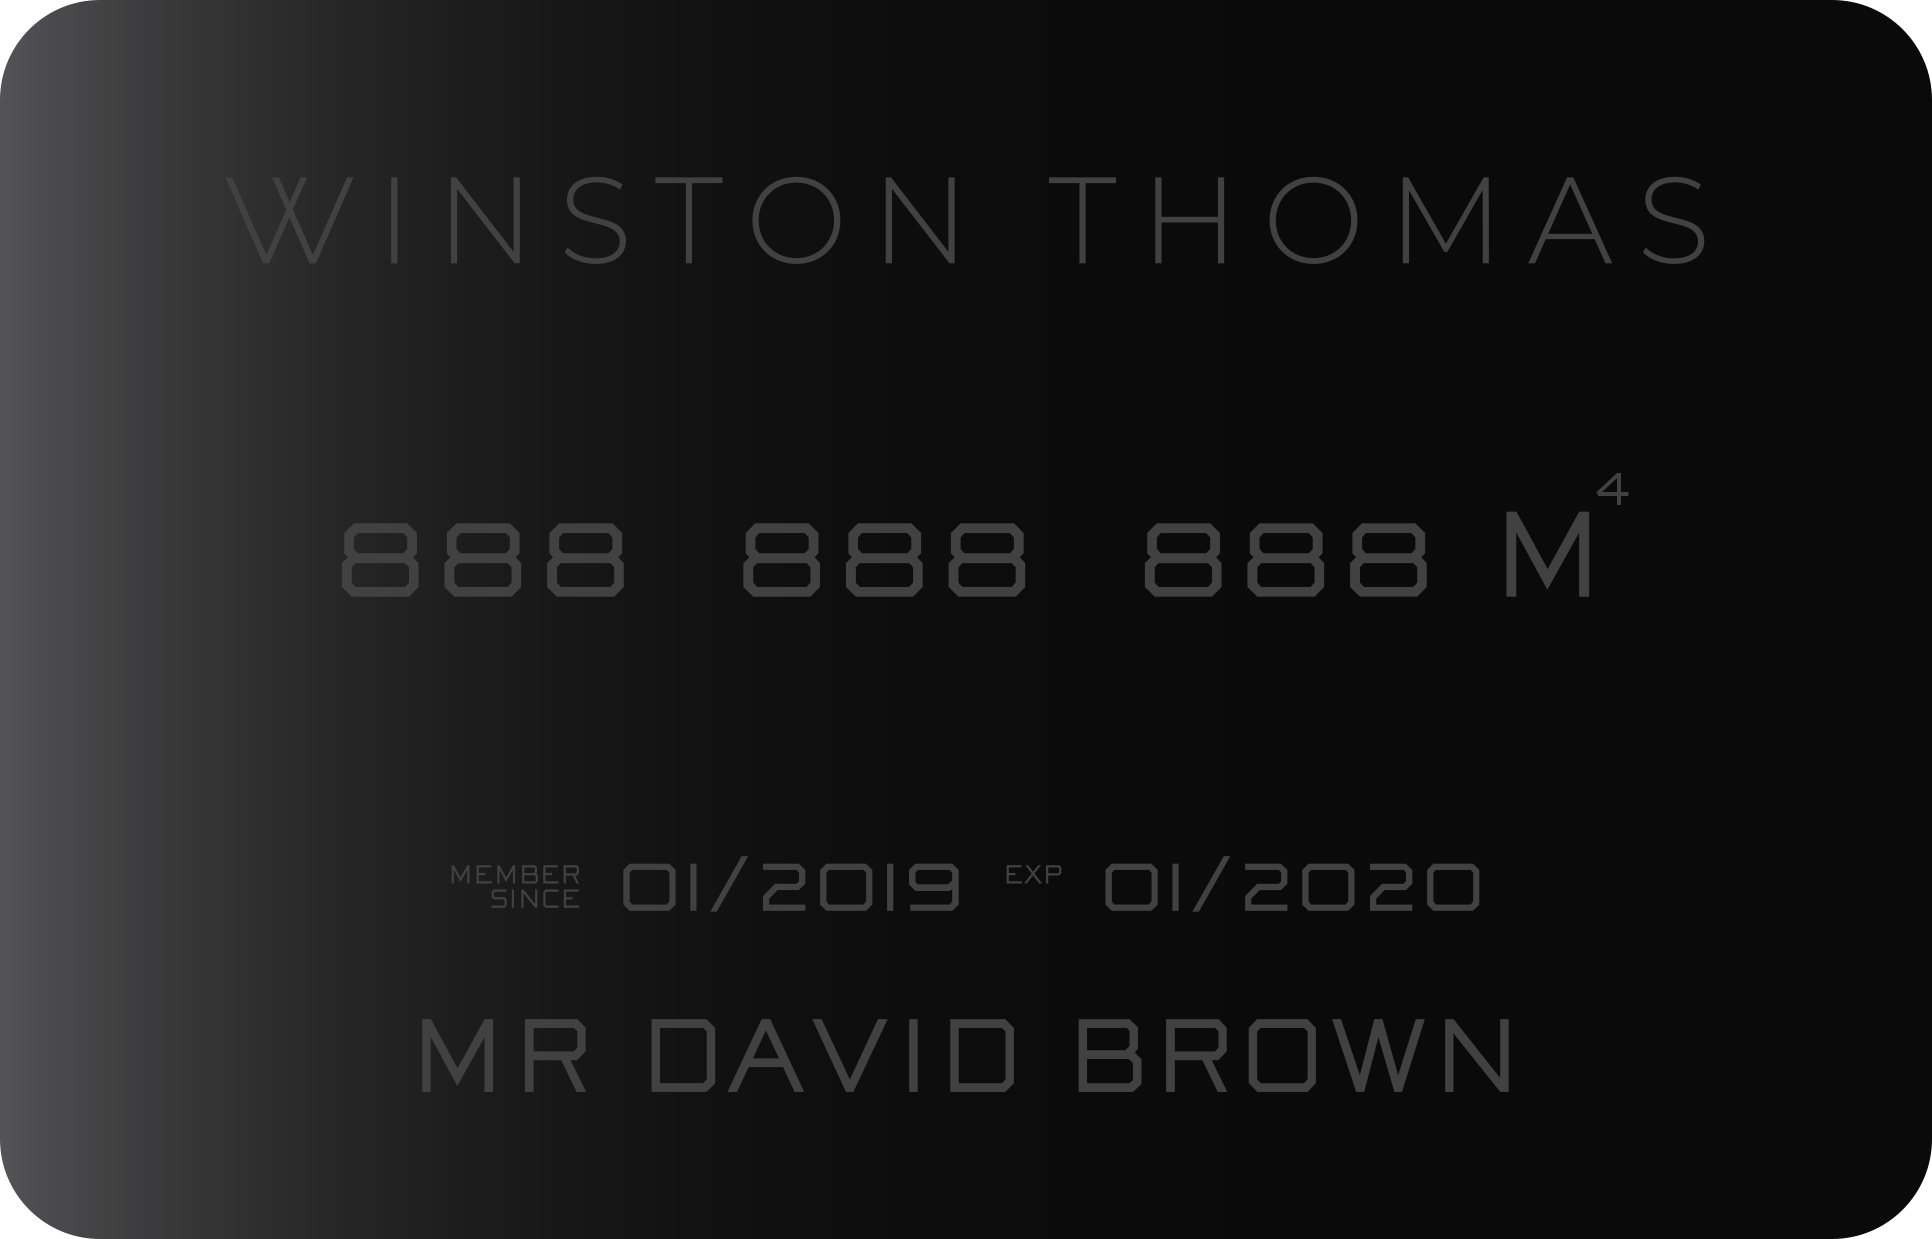 WINSTON THOMAS
888 888 888 M⁴
MEMBER SINCE 01/2019 EXP 01/2020
MR DAVID BROWN